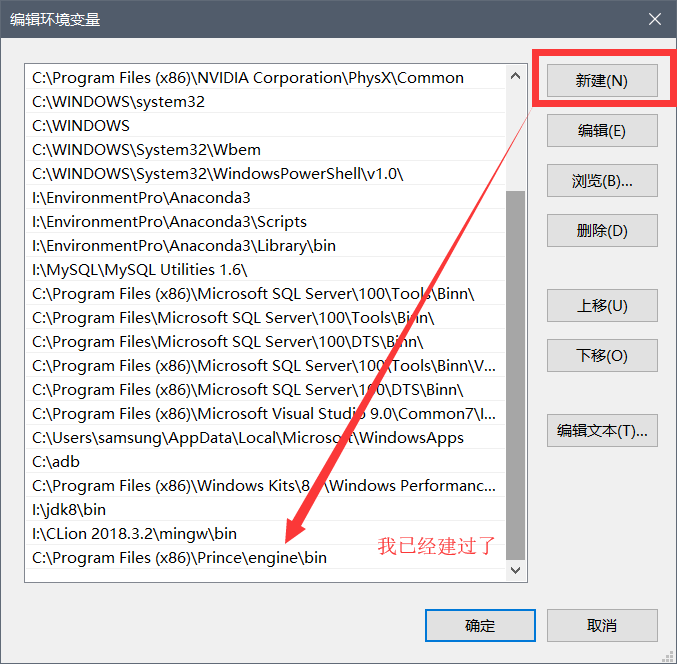 编辑环境变量
C:\Program Files (x86)\NVIDIA Corporation\PhysX\Common
C:\WINDOWS\system32
C:\WINDOWS
C:\WINDOWS\System32\Wbem
C:\WINDOWS\System32\WindowsPowerShell\v1.0\
I:\EnvironmentPro\Anaconda3
I:\EnvironmentPro\Anaconda3\Scripts
I:\EnvironmentPro\Anaconda3\Library\bin
I:\MySQL\MySQL Utilities 1.6\
C:\Program Files (x86)\Microsoft SQL Server\100\Tools\Binn\
C:\Program Files\Microsoft SQL Server\100\Tools\Binn\
C:\Program Files\Microsoft SQL Server\100\DTS\Binn\
C:\Program Files (x86)\Microsoft SQL Server\100\Tools\Binn\V...
C:\Program Files (x86)\Microsoft SQL Server\100\DTS\Binn\
C:\Program Files (x86)\Microsoft Visual Studio 9.0\Common7\I...
C:\Users\samsung\AppData\Local\Microsoft\WindowsApps
C:\adb
C:\Program Files (x86)\Windows Kits\8.\Windows Performanc...
I:\jdk8\bin
I:\CLion 2018.3.2\mingw\bin
C:\Program Files (x86)\Prince\engine\bin
我已经建过了
新建(N)
编辑(E)
浏览(B)...
删除(D)
上移(U)
下移(O)
编辑文本(T)...
确定
取消